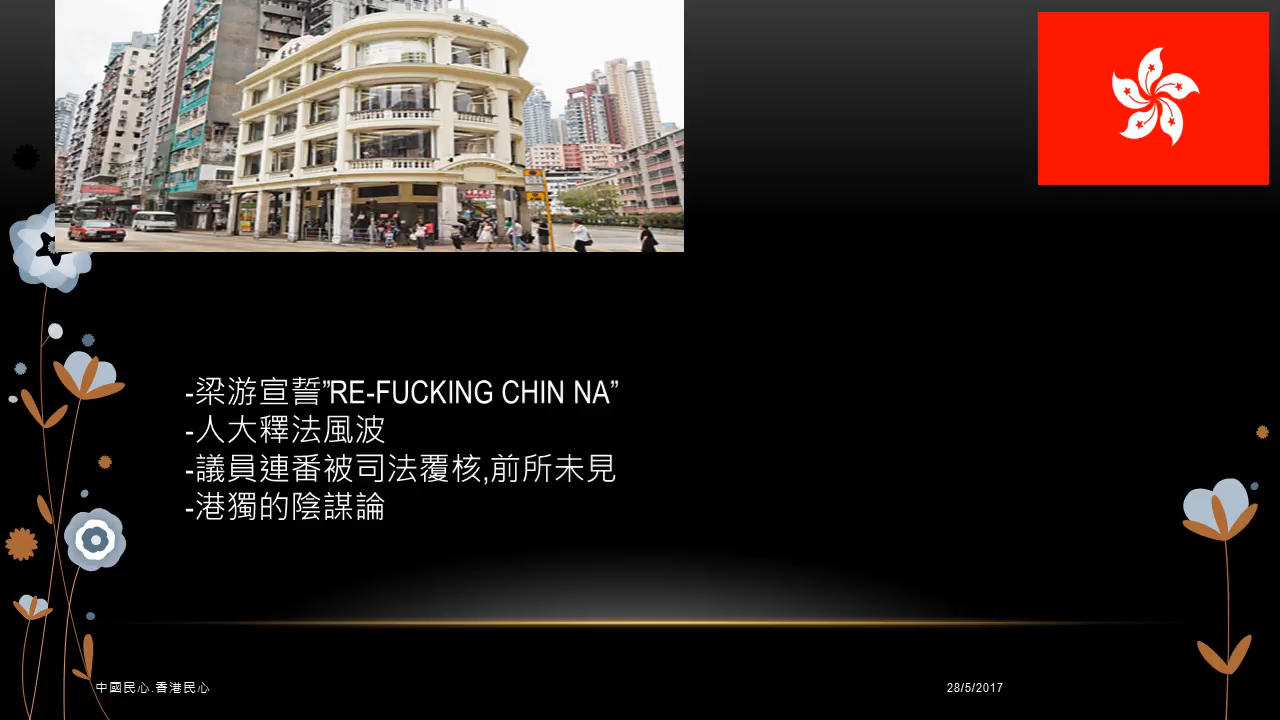 -梁游宣誓”RE-FUCKING CHIN NA”
-人大釋法風波
-議員連番被司法覆核,前所未見
-港獨的陰謀論
中國民心.香港民心
28/5/2017